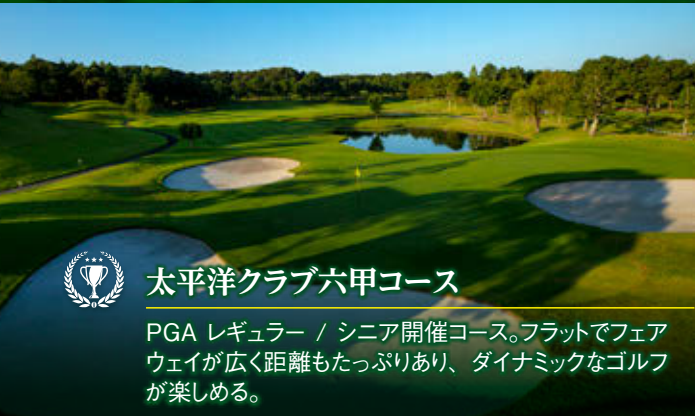 太平洋クラブ六甲コース
PGA レギュラー / シニア開催コース。フラットでフェア
ウェイが広く距離もたっぷりあり、ダイナミックなゴルフ
が楽しめる。